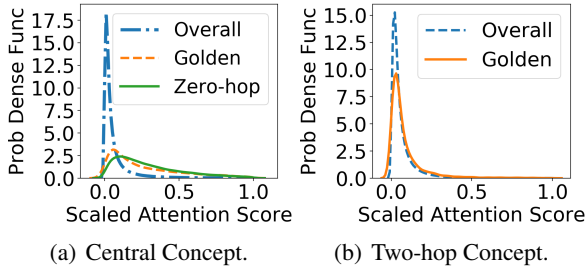 Prob Dense Func
17.5
15.0
12.5
10.0
7.5
5.0
2.5
0.0
Overall
Golden
Zero-hop
0.0 0.5 1.0
Scaled Attention Score
(a) Central Concept.
Prob Dense Func
15.0
12.5
10.0
7.5
5.0
2.5
0.0
Overall
Golden
0.0 0.5 1.0
Scaled Attention Score
(b) Two-hop Concept.